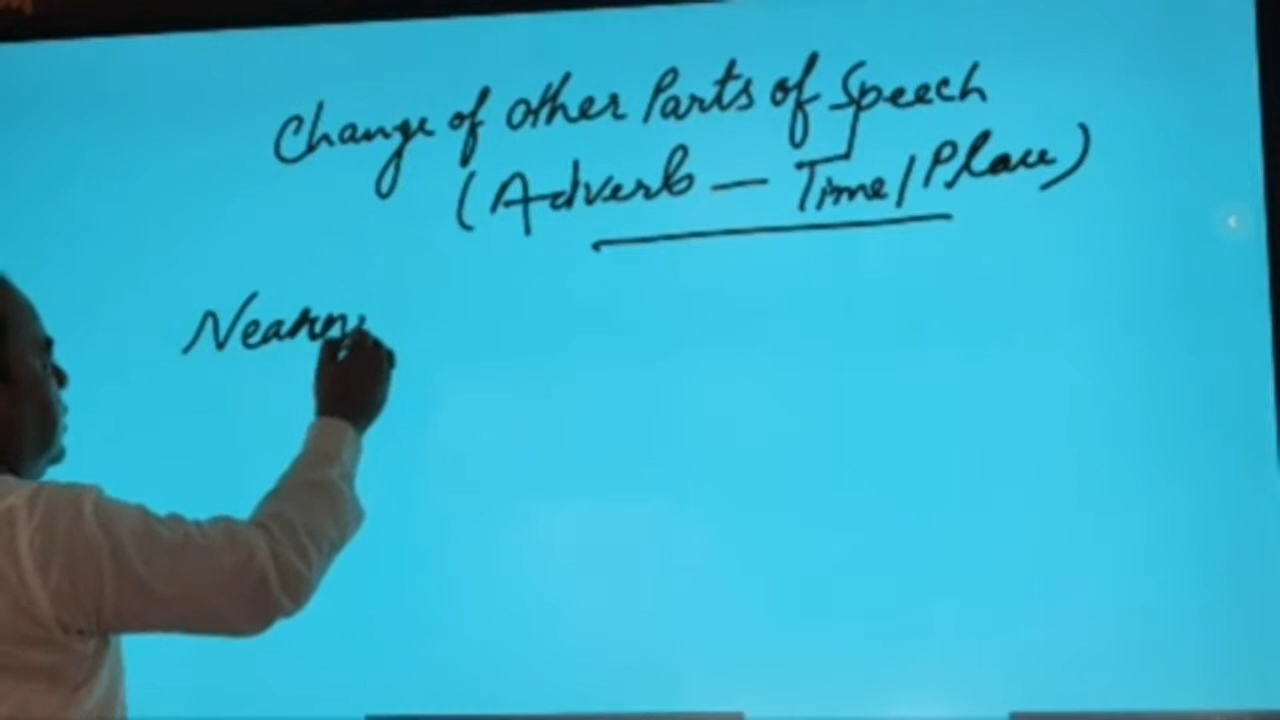 Change of other Parts of Speech
(Adverb — Time/Place)